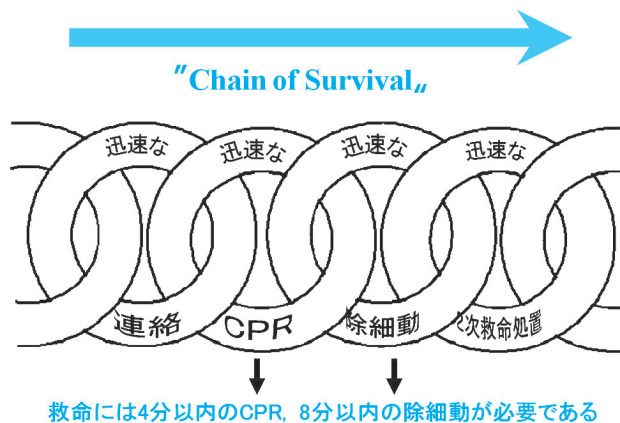 "Chain of Survival"
迅速な 迅速な 迅速な 迅速な
連絡 CPR 除細動 2次救命処置
救命には4分以内のCPR, 8分以内の除細動が必要である